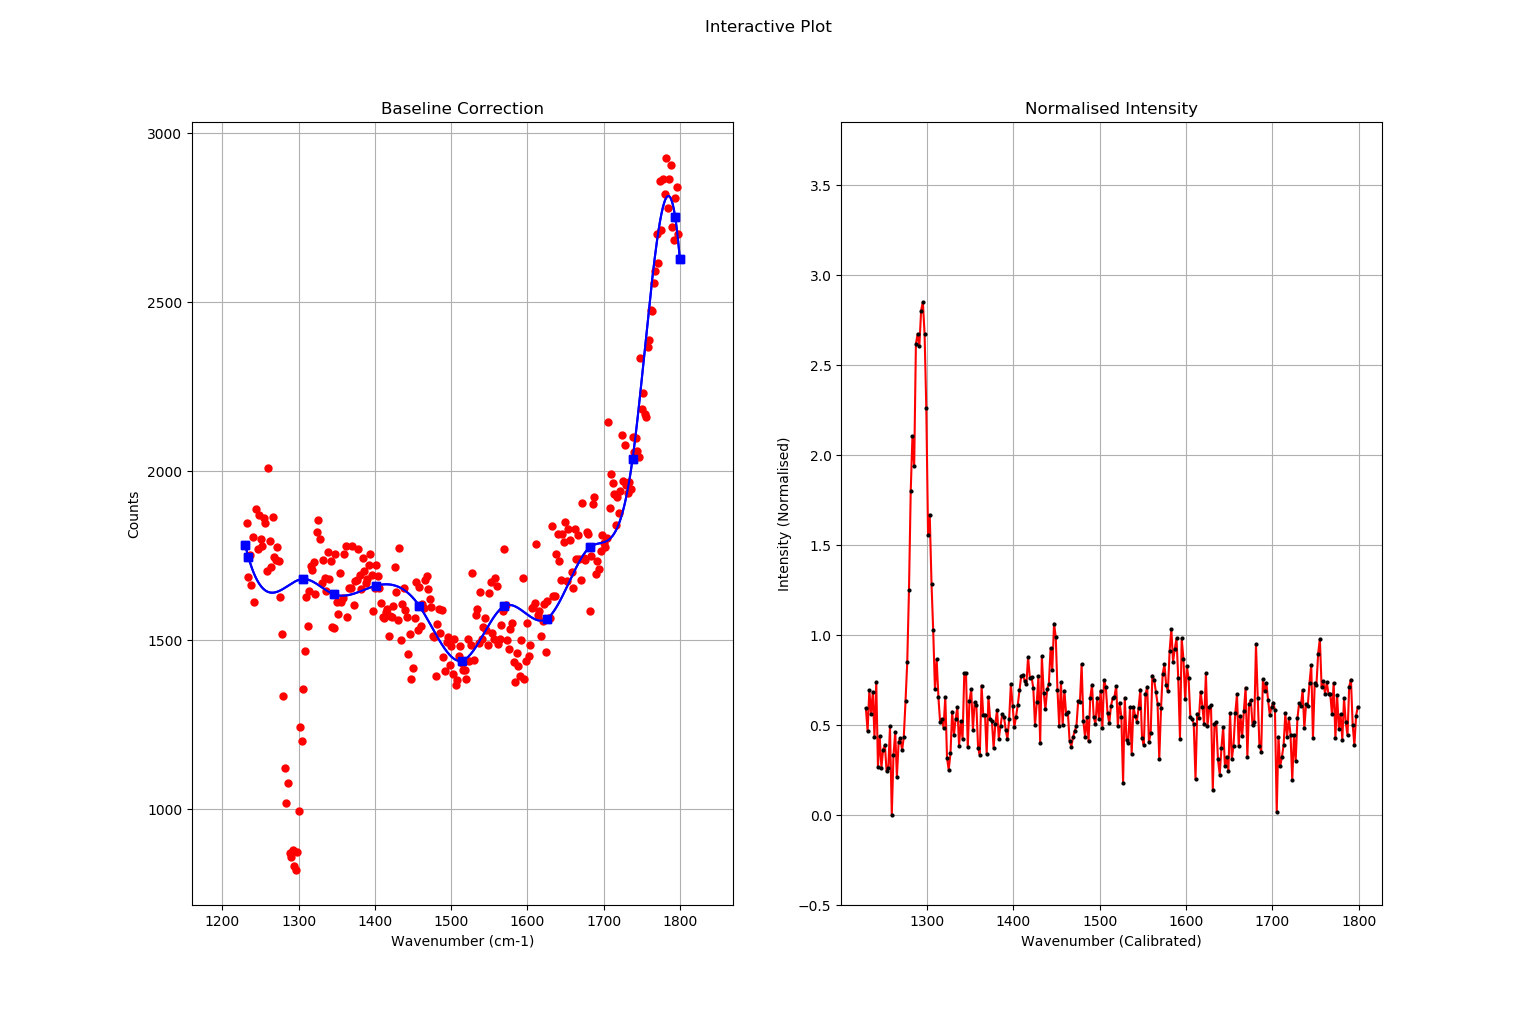 Interactive Plot
Baseline Correction
3000
2500
2000
1500
1000
Counts
1200 1300 1400 1500 1600 1700 1800
Wavenumber (cm-1)
Normalised Intensity
3.5
3.0
2.5
2.0
1.5
1.0
0.5
0.0
−0.5
Intensity (Normalised)
1300 1400 1500 1600 1700 1800
Wavenumber (Calibrated)